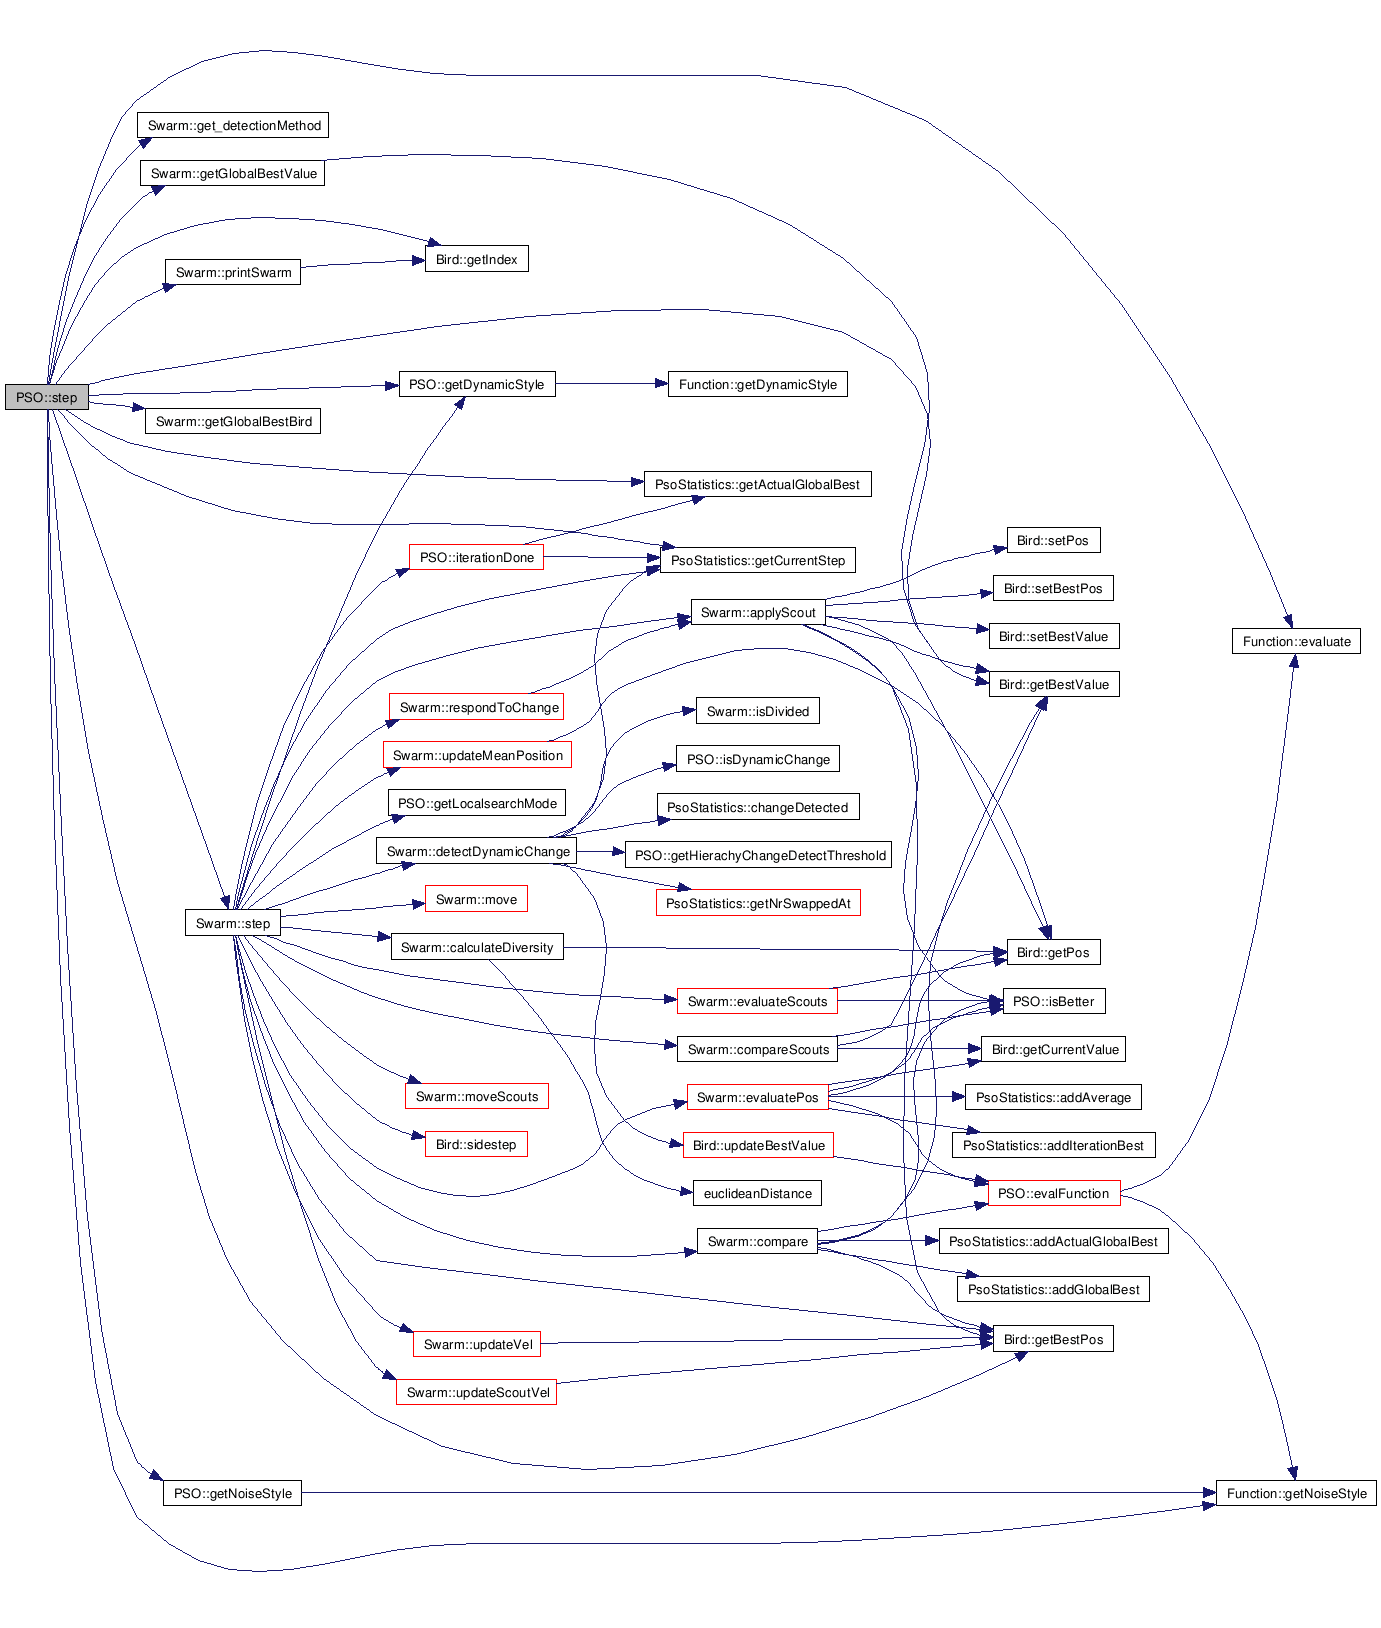 Swarm::get_detectionMethod
Swarm::getGlobalBestValue
Bird::getIndex
Swarm::printSwarm
PSO::step
PSO::getDynamicStyle
Function::getDynamicStyle
Swarm::getGlobalBestBird
PsoStatistics::getActualGlobalBest
Bird::setPos
PSO::iterationDone
PsoStatistics::getCurrentStep
Bird::setBestPos
Swarm::applyScout
Bird::setBestValue
Function::evaluate
Bird::getBestValue
Swarm::respondToChange
Swarm::isDivided
Swarm::updateMeanPosition
PSO::isDynamicChange
PSO::getLocalsearchMode
PsoStatistics::changeDetected
Swarm::detectDynamicChange
PSO::getHierachyChangeDetectThreshold
Swarm::move
PsoStatistics::getNrSwappedAt
Swarm::step
Swarm::calculateDiversity
Bird::getPos
Swarm::evaluateScouts
PSO::isBetter
Swarm::compareScouts
Bird::getCurrentValue
Swarm::moveScouts
Swarm::evaluatePos
PsoStatistics::addAverage
Bird::sidestep
Bird::updateBestValue
PsoStatistics::addIterationBest
euclideanDistance
PSO::evalFunction
Swarm::compare
PsoStatistics::addActualGlobalBest
PsoStatistics::addGlobalBest
Swarm::updateVel
Bird::getBestPos
Swarm::updateScoutVel
PSO::getNoiseStyle
Function::getNoiseStyle